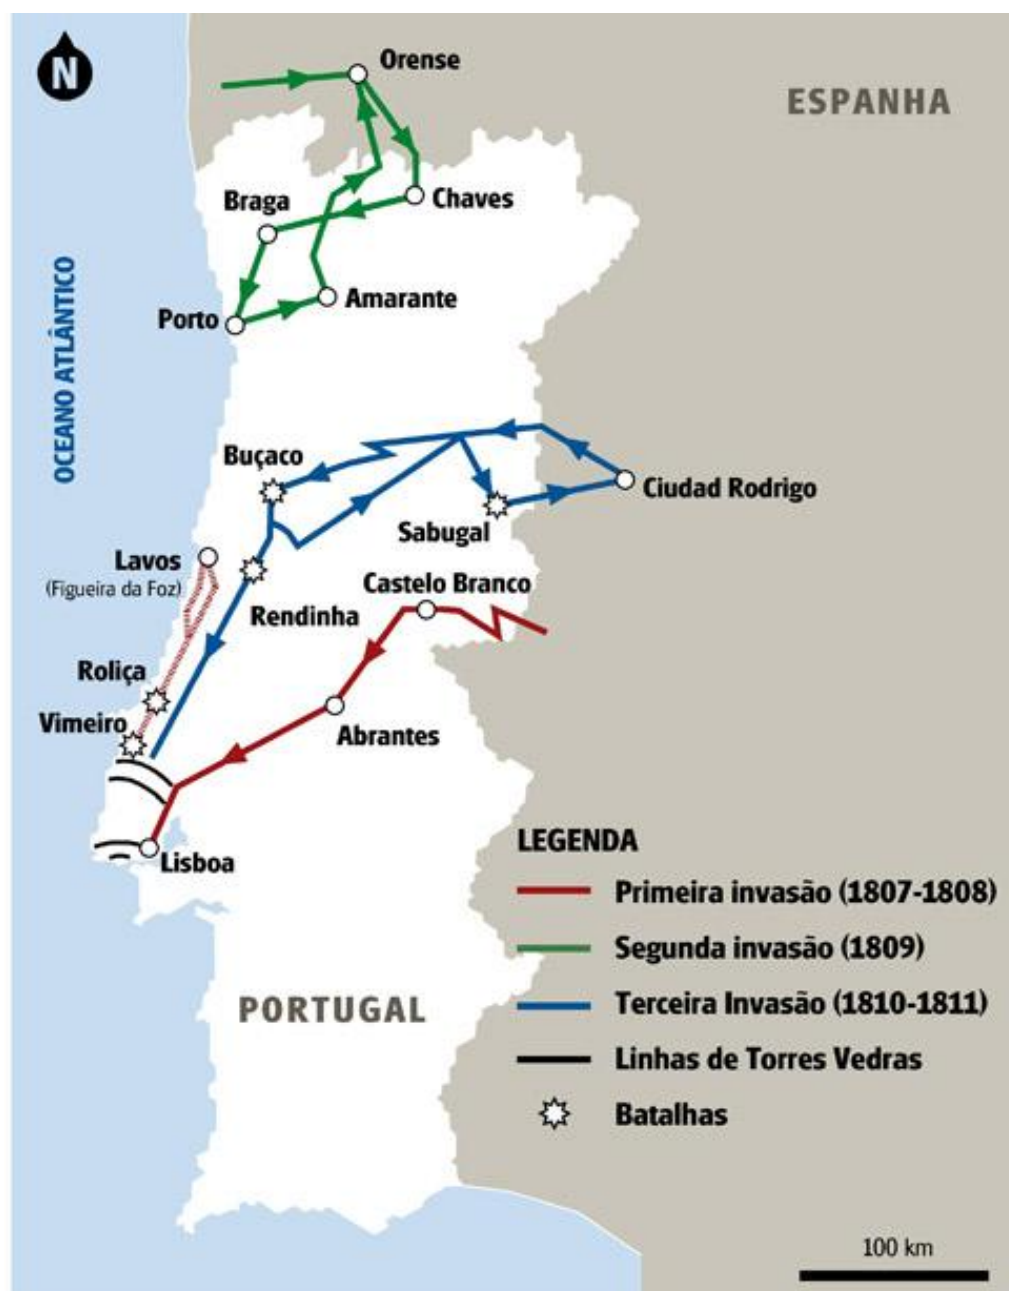 N
Orense
ESPANHA
Braga
Chaves
OCEANO ATLÂNTICO
Amarante
Porto
Buçaco
Ciudad Rodrigo
Sabugal
Lavos
(Figueira da Foz)
Castelo Branco
Rendinha
Roliça
Vimeiro
Abrantes
Lisboa
PORTUGAL
LEGENDA
Primeira invasão (1807-1808)
Segunda invasão (1809)
Terceira Invasão (1810-1811)
Linhas de Torres Vedras
Batalhas
100 km